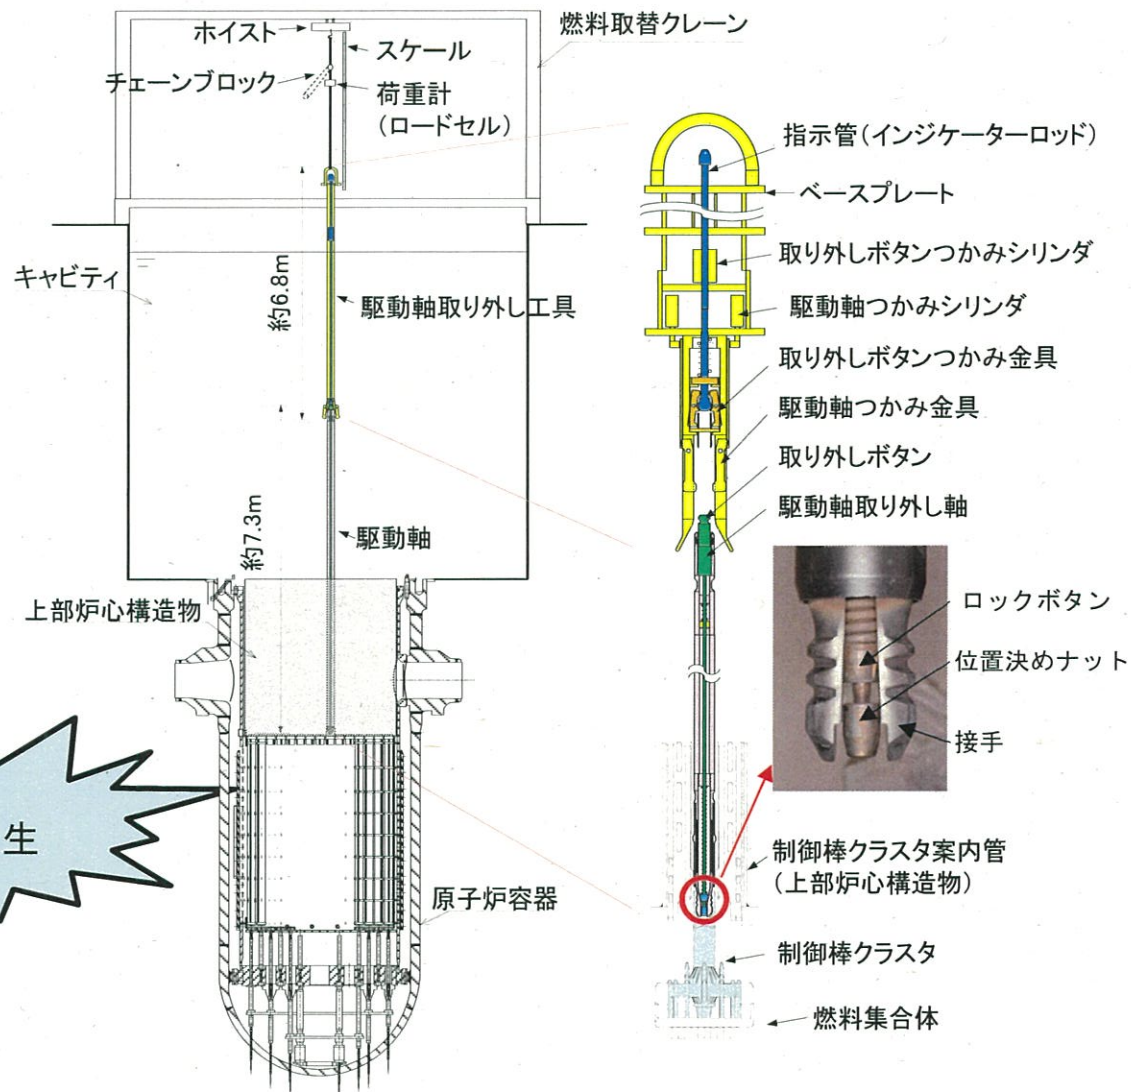 ホイスト
スケール
チェーンブロック
荷重計
(ロードセル)
燃料取替クレーン
キャビティ
約6.8m
駆動軸取り外し工具
約7.3m
駆動軸
上部炉心構造物
生
原子炉容器
指示管(インジケーターロッド)
ベースプレート
取り外しボタンつかみシリンダ
駆動軸つかみシリンダ
取り外しボタンつかみ金具
駆動軸つかみ金具
取り外しボタン
駆動軸取り外し軸
ロックボタン
位置決めナット
接手
制御棒クラスタ案内管
(上部炉心構造物)
制御棒クラスタ
燃料集合体